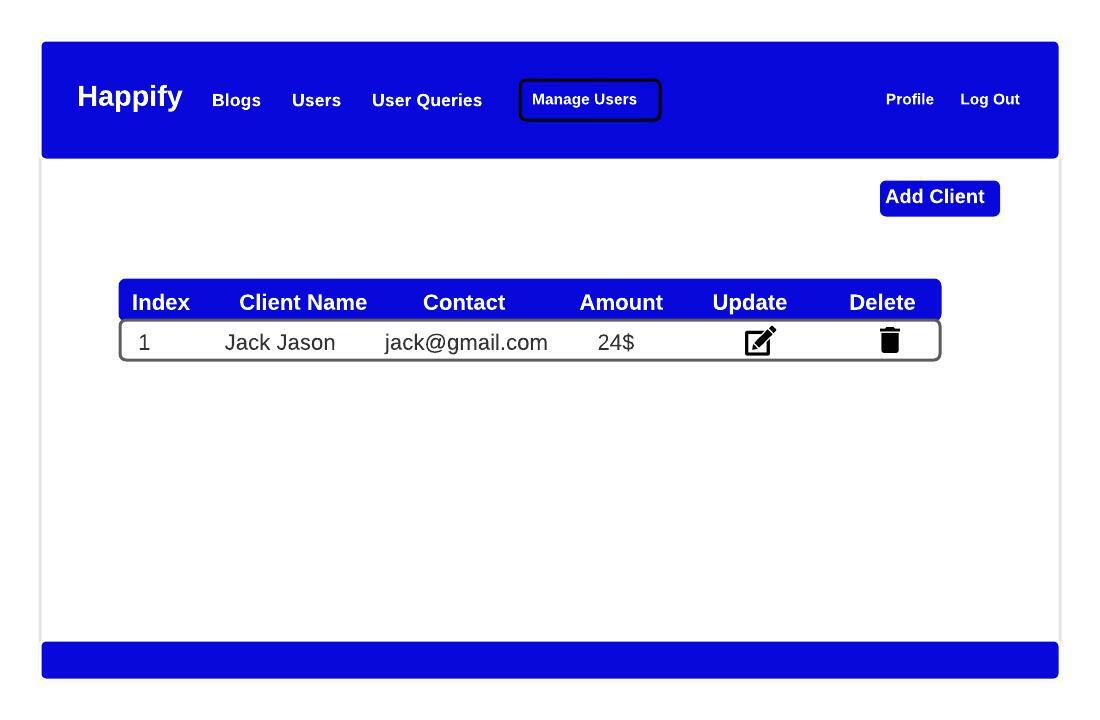 Happify Blogs Users User Queries Manage Users Profile Log Out
Add Client
Index Client Name Contact Amount Update Delete
1 Jack Jason jack@gmail.com 24$